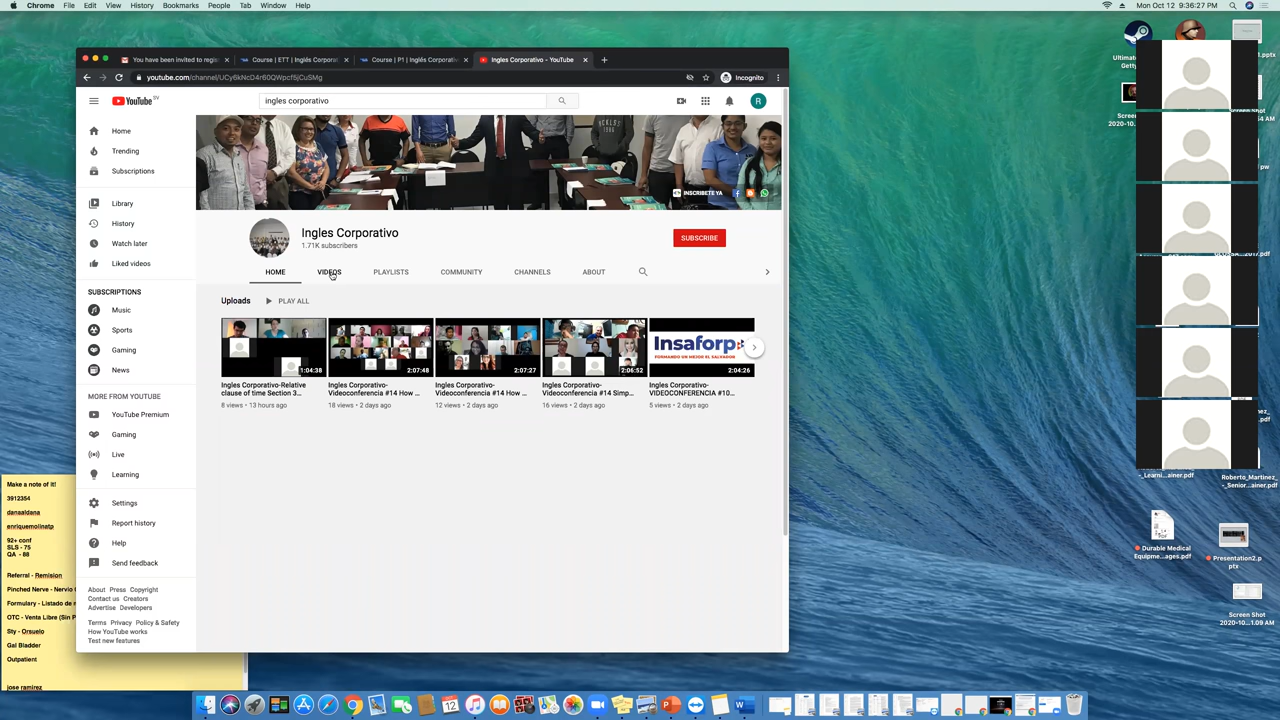 Chrome File Edit View History Bookmarks People Tab Window Help
Mon Oct 12 9:36:27 PM
You have been invited to regis
Course | ETT | Inglés Corporat
Course | P1 | Inglés Corporativ
Ingles Corporativo - YouTube
youtube.com/channel/UCy6kNcD4r60QWpcf5jCuSMg
Incognito
YouTube SV
ingles corporativo
R
Home
Trending
Subscriptions
Library
History
Watch later
Liked videos
SUBSCRIPTIONS
Music
Sports
Gaming
News
MORE FROM YOUTUBE
YouTube Premium
Gaming
Live
Learning
Settings
Report history
Help
Send feedback
About Press Copyright
Contact us Creators
Advertise Developers
Terms Privacy Policy & Safety
How YouTube works
Test new features
INSCRIBETE YA
Ingles Corporativo
1.71K subscribers
SUBSCRIBE
HOME VIDEOS PLAYLISTS COMMUNITY CHANNELS ABOUT
Uploads PLAY ALL
1:04:38
2:07:48
2:07:27
2:06:52
Insaforp
FORMANDO UN MEJOR EL SALVADOR
2:04:26
Ingles Corporativo-Relative
clause of time Section 3...
8 views • 13 hours ago
Ingles Corporativo-
Videoconferencia #14 How ...
18 views • 2 days ago
Ingles Corporativo-
Videoconferencia #14 How ...
12 views • 2 days ago
Ingles Corporativo-
Videoconferencia #14 Simp...
16 views • 2 days ago
Ingles Corporativo-
VIDEOCONFERENCIA #10...
5 views • 2 days ago
Make a note of it!
3912354
danaaldana
enriquemolinatp
92+ conf
SLS - 75
QA - 88
Referral - Remision
Pinched Nerve - Nervio
Formulary - Listado de
OTC - Venta Libre (Sin P
Sty - Orsuelo
Gal Bladder
Outpatient
jose ramirez
Roberto_Martinez_
-_Senior...ainer.pdf
_-_Learni...ainer.pdf
Durable Medical
Equipme...ages.pdf
Presentation2.p
ptx
Screen Shot
2020-10...1.09 AM